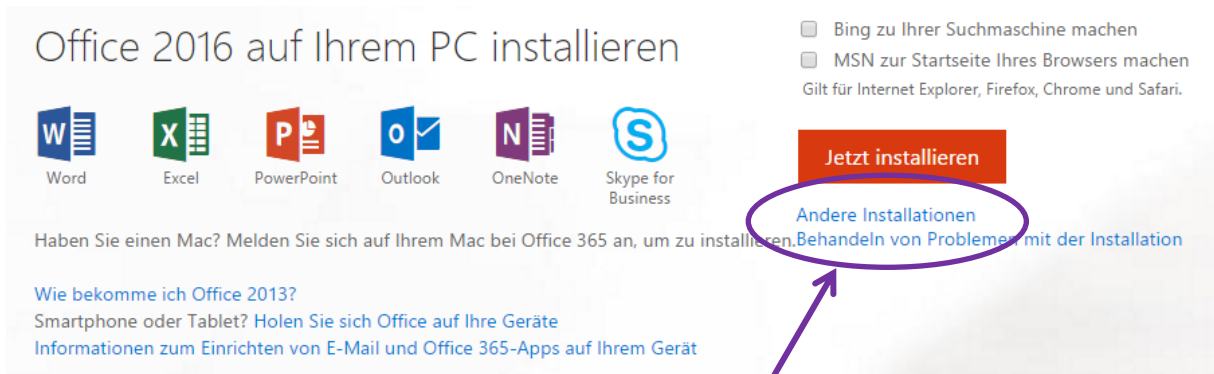 Office 2016 auf Ihrem PC installieren
Bing zu Ihrer Suchmaschine machen
MSN zur Startseite Ihres Browsers machen
Gilt für Internet Explorer, Firefox, Chrome und Safari.
W
X
P
O
N
S
Word
Excel
PowerPoint
Outlook
OneNote
Skype for
Business
Jetzt installieren
Andere Installationen
Haben Sie einen Mac? Melden Sie sich auf Ihrem Mac bei Office 365 an, um zu installieren.
Behandeln von Problemen mit der Installation
Wie bekomme ich Office 2013?
Smartphone oder Tablet? Holen Sie sich Office auf Ihre Geräte
Informationen zum Einrichten von E-Mail und Office 365-Apps auf Ihrem Gerät